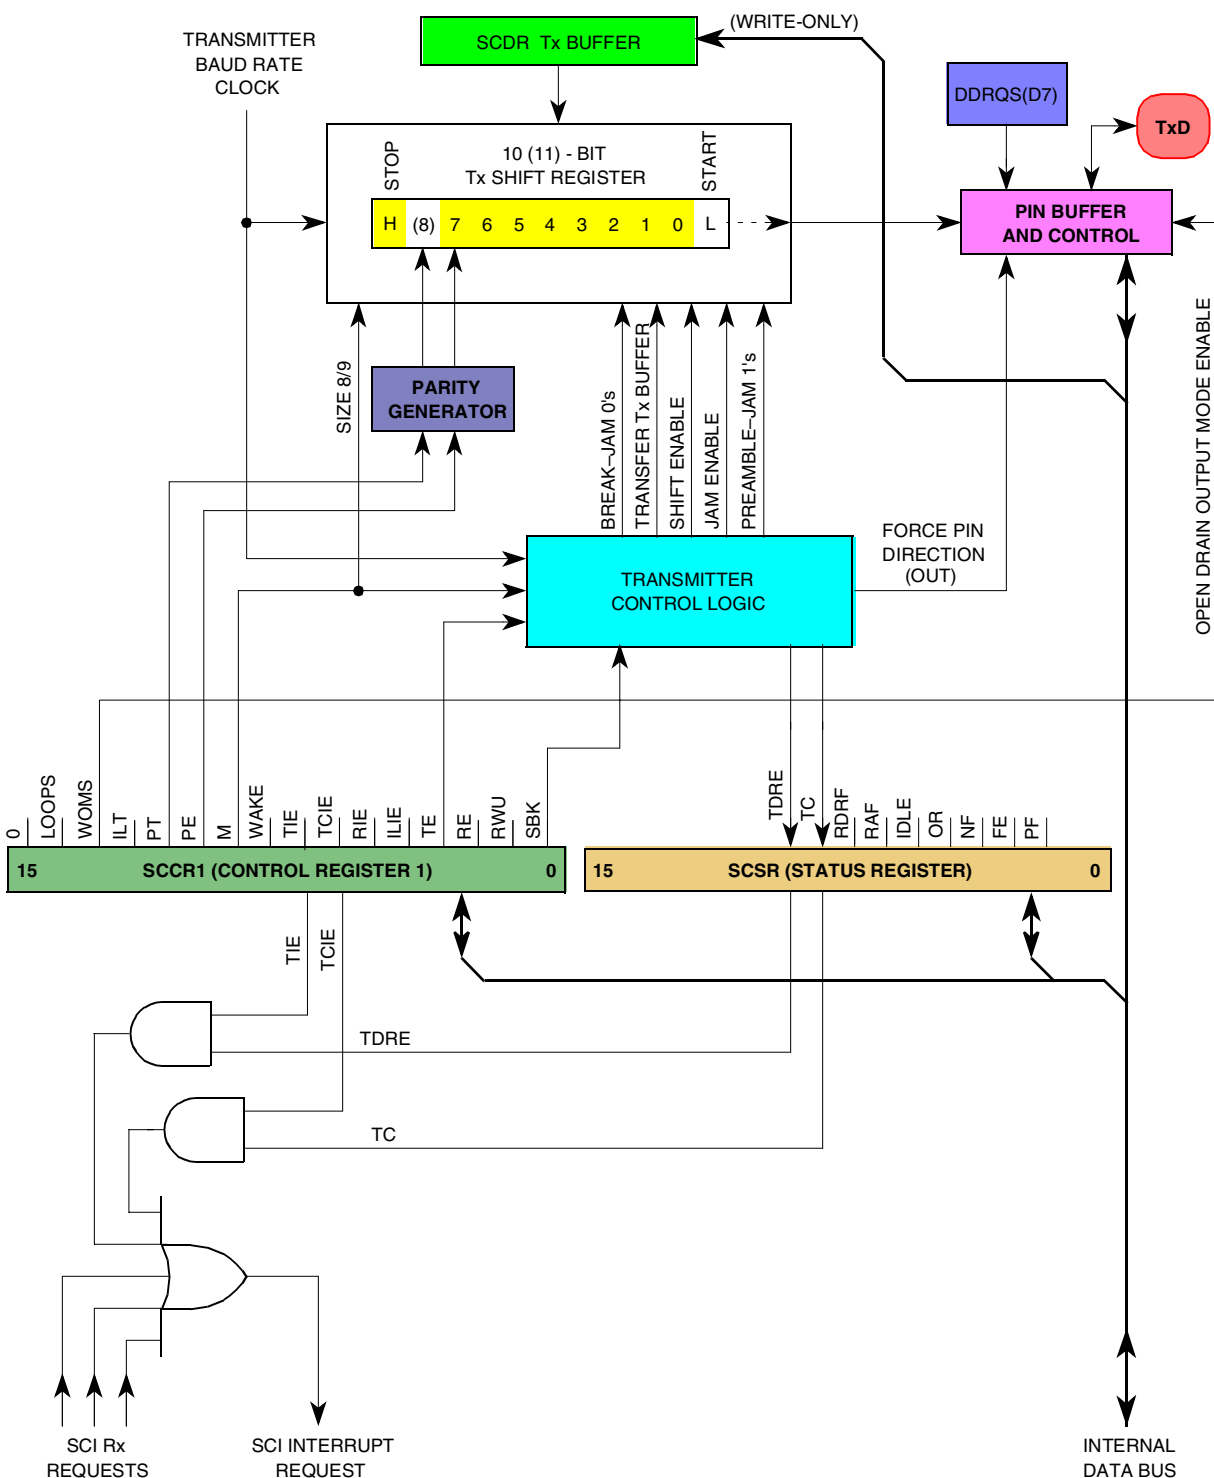 (WRITE-ONLY)
TRANSMITTER
BAUD RATE
CLOCK
SCDR Tx BUFFER
DDRQS(D7)
TxD
10 (11) - BIT
Tx SHIFT REGISTER
STOP
START
H (8) 7 6 5 4 3 2 1 0 L
PIN BUFFER
AND CONTROL
OPEN DRAIN OUTPUT MODE ENABLE
SIZE 8/9
PARITY
GENERATOR
BREAK–JAM 0's
TRANSFER Tx BUFFER
SHIFT ENABLE
JAM ENABLE
PREAMBLE–JAM 1's
FORCE PIN
DIRECTION
(OUT)
TRANSMITTER
CONTROL LOGIC
0
LOOPS
WOMS
ILT
PT
PE
M
WAKE
TIE
TCIE
RIE
ILIE
TE
RE
RWU
SBK
TDRE
TC
RDRF
RAF
IDLE
OR
NF
FE
PF
15 SCCR1 (CONTROL REGISTER 1) 0
15 SCSR (STATUS REGISTER) 0
TIE
TCIE
TDRE
TC
SCI Rx
REQUESTS
SCI INTERRUPT
REQUEST
INTERNAL
DATA BUS